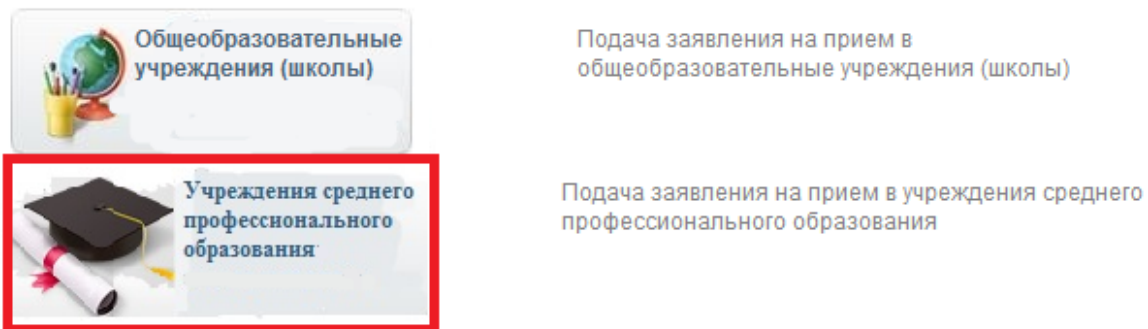 Общеобразовательные
учреждения (школы)
Подача заявления на прием в
общеобразовательные учреждения (школы)
Учреждения среднего
профессионального
образования
Подача заявления на прием в учреждения среднего
профессионального образования